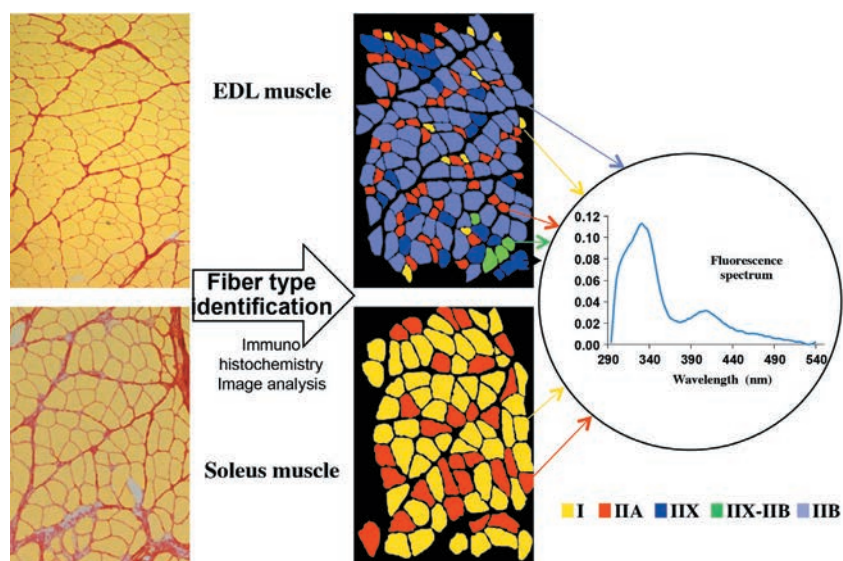 EDL muscle
Fiber type
identification
Immuno
histochemistry
Image analysis
Soleus muscle
0.12
0.10
0.08
0.06
0.04
0.02
0.00
290 340 390 440 490 540
Fluorescence
spectrum
Wavelength (nm)
I IIA IIX IIX-IIB IIB